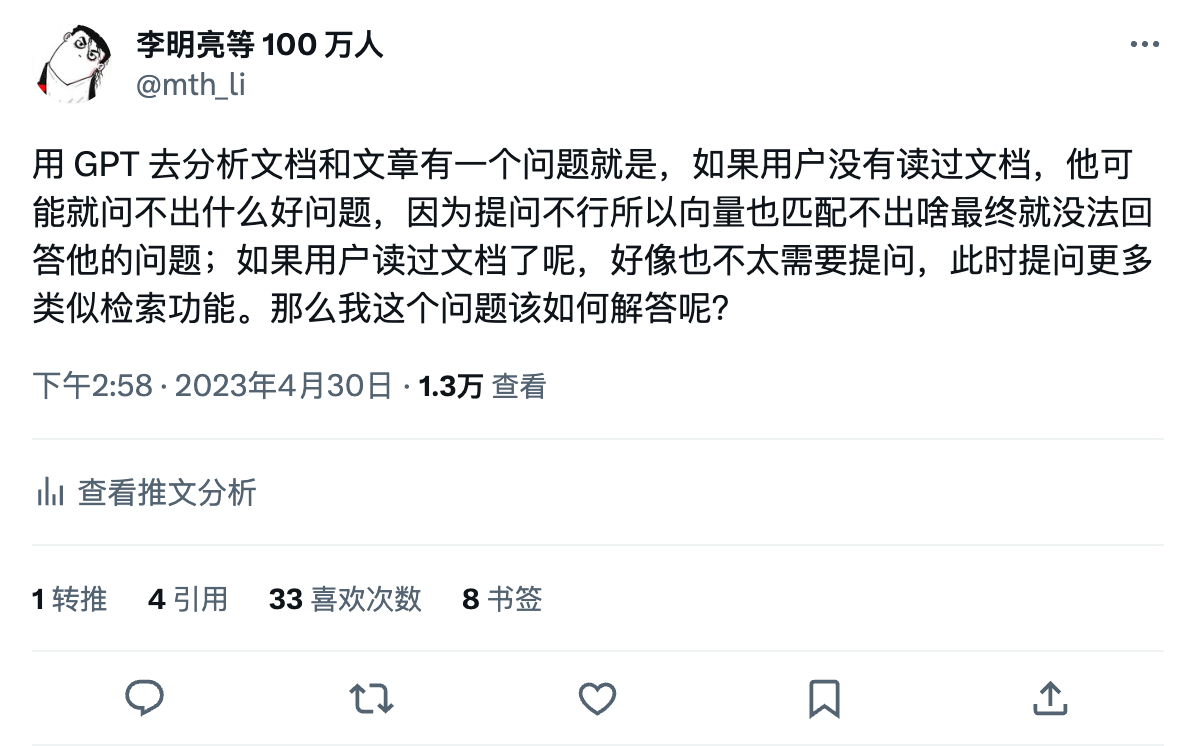 李明亮等 100 万人
@mth_li
用 GPT 去分析文档和文章有一个问题就是，如果用户没有读过文档，他可
能就问不出什么好问题，因为提问不行所以向量也匹配不出啥最终就没法回
答他的问题；如果用户读过文档了呢，好像也不太需要提问，此时提问更多
类似检索功能。那么我这个问题该如何解答呢？
下午2:58 · 2023年4月30日 · 1.3万 查看
查看推文分析
1 转推 4 引用 33 喜欢次数 8 书签